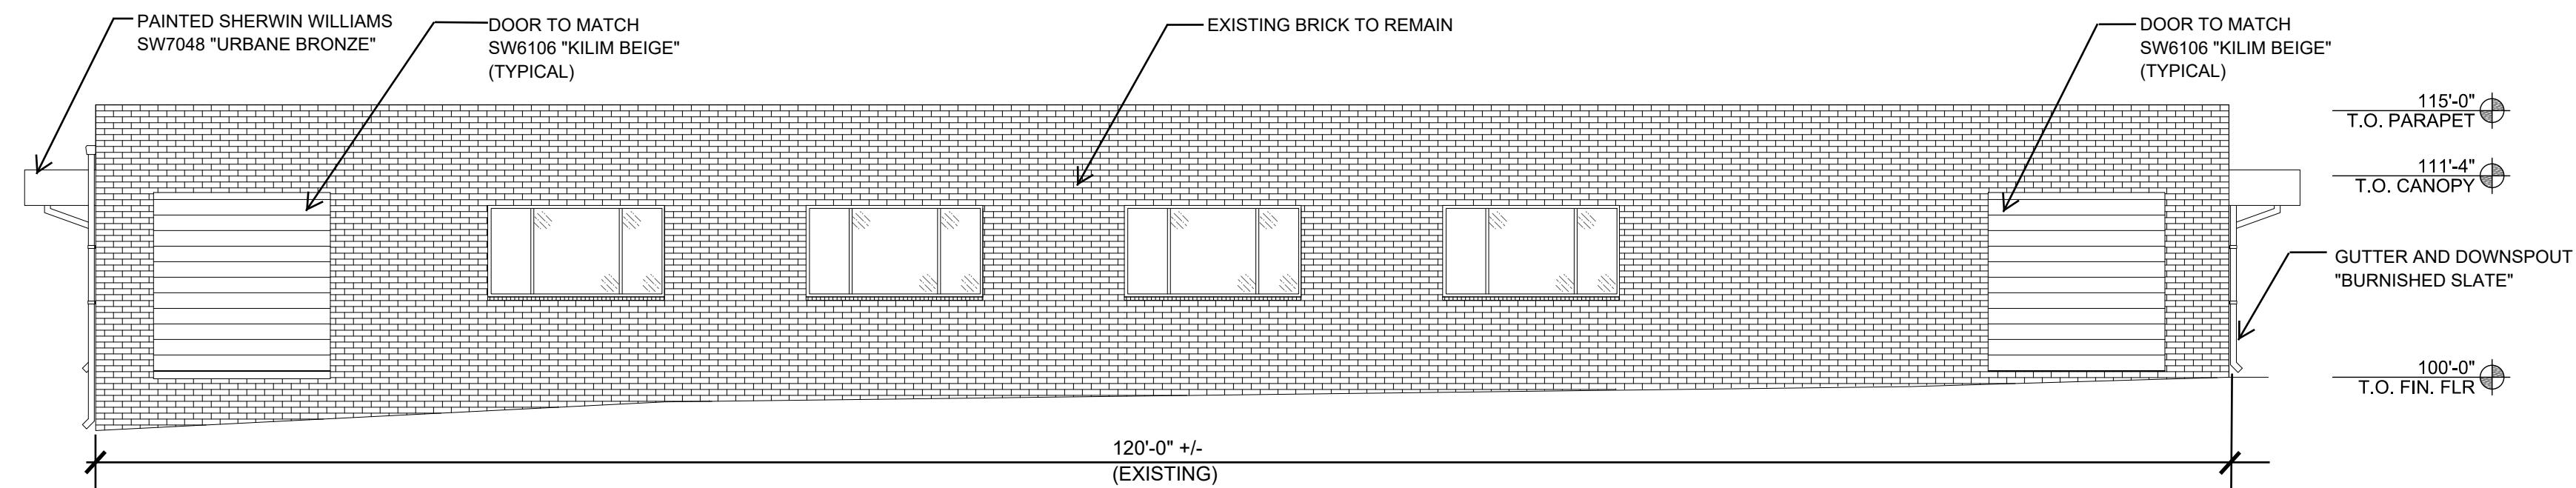 PAINTED SHERWIN WILLIAMS
SW7048 "URBANE BRONZE"
DOOR TO MATCH
SW6106 "KILIM BEIGE"
(TYPICAL)
EXISTING BRICK TO REMAIN
DOOR TO MATCH
SW6106 "KILIM BEIGE"
(TYPICAL)
115'-0"
T.O. PARAPET
111'-4"
T.O. CANOPY
GUTTER AND DOWNSPOUT
"BURNISHED SLATE"
100'-0"
T.O. FIN. FLR
120'-0" +/-
(EXISTING)